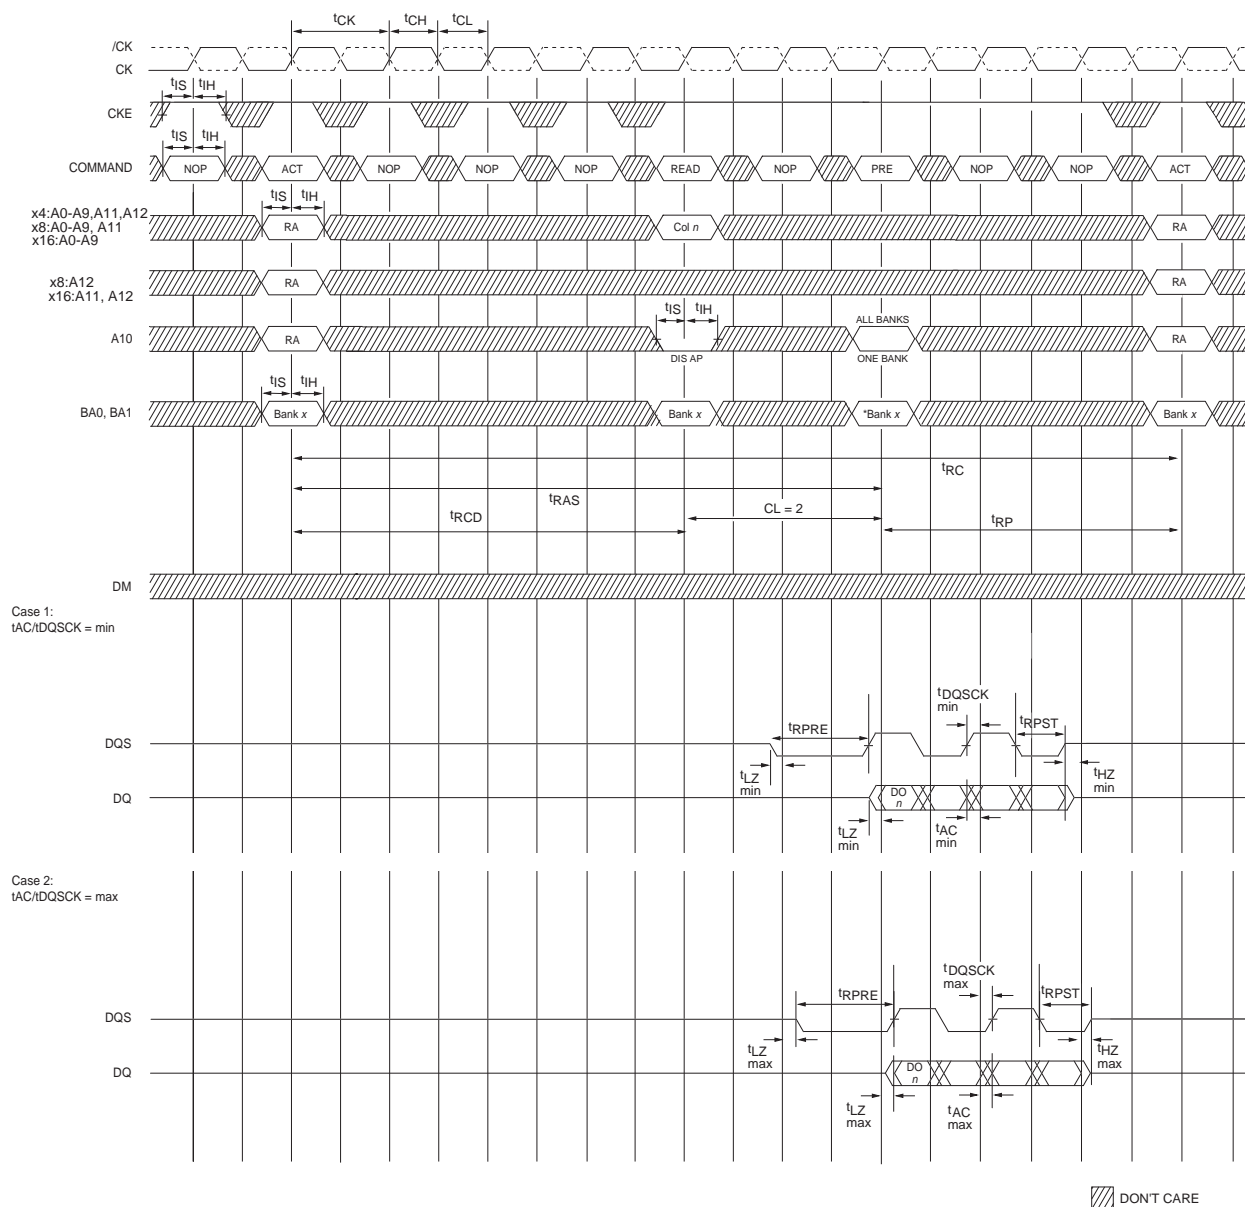 tCK tCH tCL
/CK
CK
tIS tIH
CKE
tIS tIH
COMMAND NOP ACT NOP NOP NOP READ NOP PRE NOP NOP ACT
tIS tIH
x4:A0-A9,A11,A12
x8:A0-A9, A11
x16:A0-A9
RA Col n RA
x8:A12
x16:A11, A12
RA RA
tIS tIH ALL BANKS
A10 RA RA
DIS AP ONE BANK
tIS tIH
BA0, BA1 Bank x Bank x *Bank x Bank x
tRC
tRAS
tRCD CL = 2 tRP
DM
Case 1:
tAC/tDQSCK = min
tDQSCK
min
tRPRE tRPST
DQS
tLZ
min
tHZ
min
DQ DO
n
tLZ
min
tAC
min
Case 2:
tAC/tDQSCK = max
tDQSCK
max
tRPRE tRPST
DQS
tLZ
max
tHZ
max
DQ DO
n
tLZ
max
tAC
max
DON'T CARE